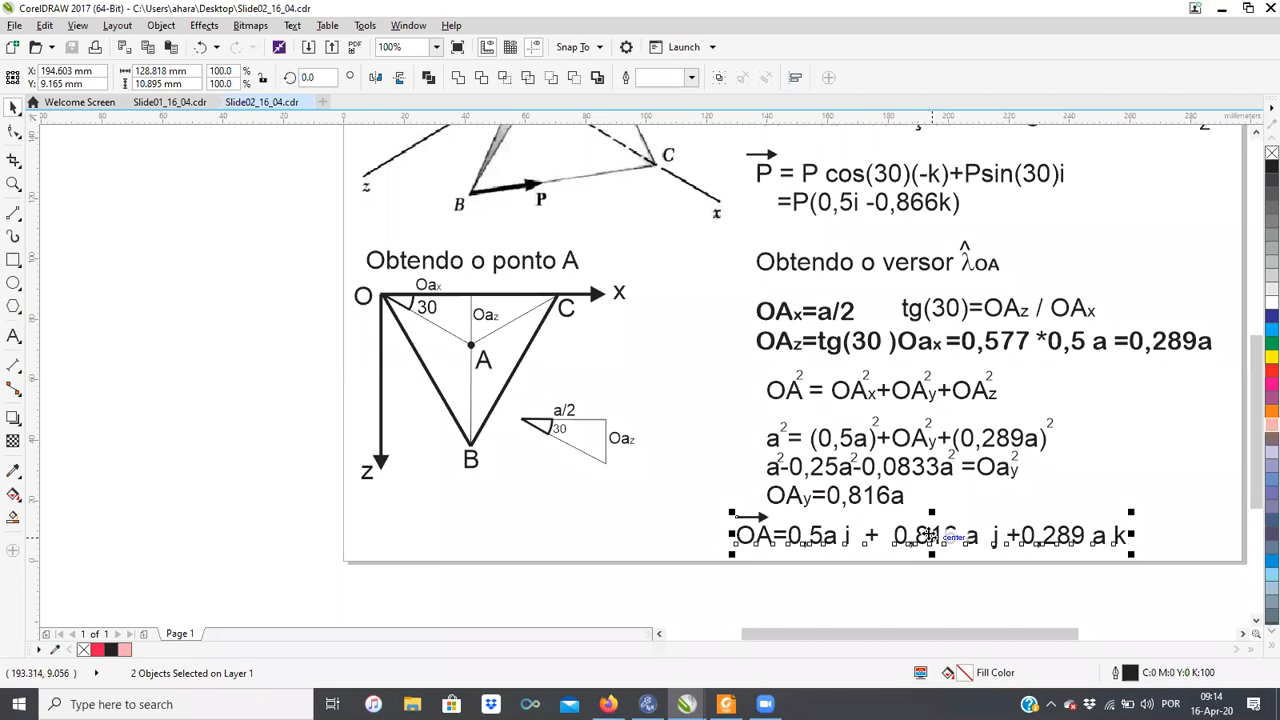 CorelDRAW 2017 (64-Bit) - C:\Users\ahara\Desktop\Slide02_16_04.cdr
File Edit View Layout Object Effects Bitmaps Text Table Tools Window Help
100% PDF Snap To Launch
X: 194.603 mm 128.818 mm 100.0 % 0.0
Y: 9.165 mm 10.895 mm 100.0 %
Welcome Screen Slide01_16_04.cdr Slide02_16_04.cdr
millimeters
z
B
P
C
x
P = P cos(30)(-k)+Psin(30)i
=P(0,5i -0,866k)
Obtendo o ponto A
O
Oax
30
Oaz
A
C
x
B
z
a/2
30
Oaz
Obtendo o versor λ̂OA
OAx=a/2 tg(30)=OAz / OAx
OAz=tg(30 )Oax =0,577 *0,5 a =0,289a
OA² = OAx²+OAy²+OAz²
a²= (0,5a)²+OAy²+(0,289a)²
a²-0,25a²-0,0833a² =Oay²
OAy=0,816a
OA=0,5a i + 0,816 a j +0,289 a k
center
1 of 1 Page 1
(193.314, 9.056) 2 Objects Selected on Layer 1 Fill Color C:0 M:0 Y:0 K:100
Type here to search
POR
09:14
16-Apr-20